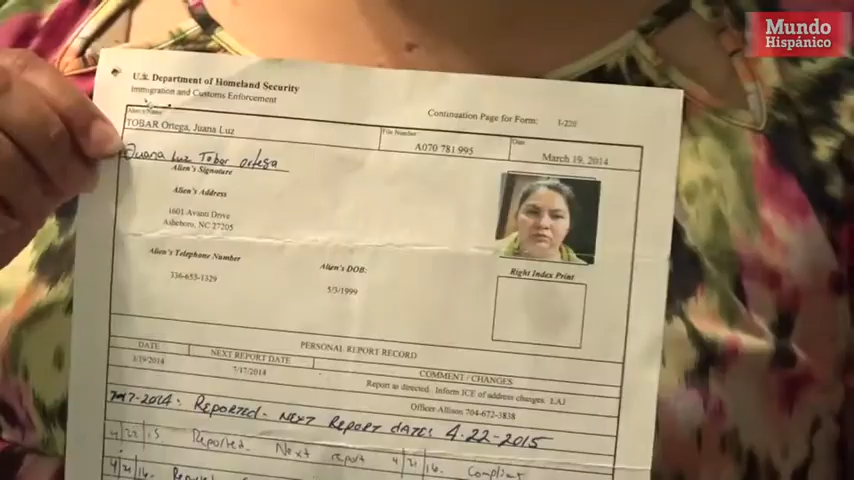 Mundo
Hispánico
U.S. Department of Homeland Security
Immigration and Customs Enforcement
Continuation Page for Form: I-220
Alien's Name
TOBAR Ortega, Juana Luz
File Number
A070 781 995
Date
March 19, 2014
Juana Luz Tobar Ortega
Alien's Signature
Alien's Address
1601 Avanti Drive
Asheboro, NC 27205
Alien's Telephone Number
336-653-1329
Alien's DOB:
5/3/1999
Right Index Print
PERSONAL REPORT RECORD
DATE NEXT REPORT DATE COMMENT / CHANGES
3/19/2014 7/17/2014 Report as directed. Inform ICE of address changes.
Officer Allison 704-672-3838
7-17-2014: REPORTED- NEXT REPORT DATE: 4-22-2015
4/22/15 Reported. Next report 4/21/16. Compliant
4/21/16